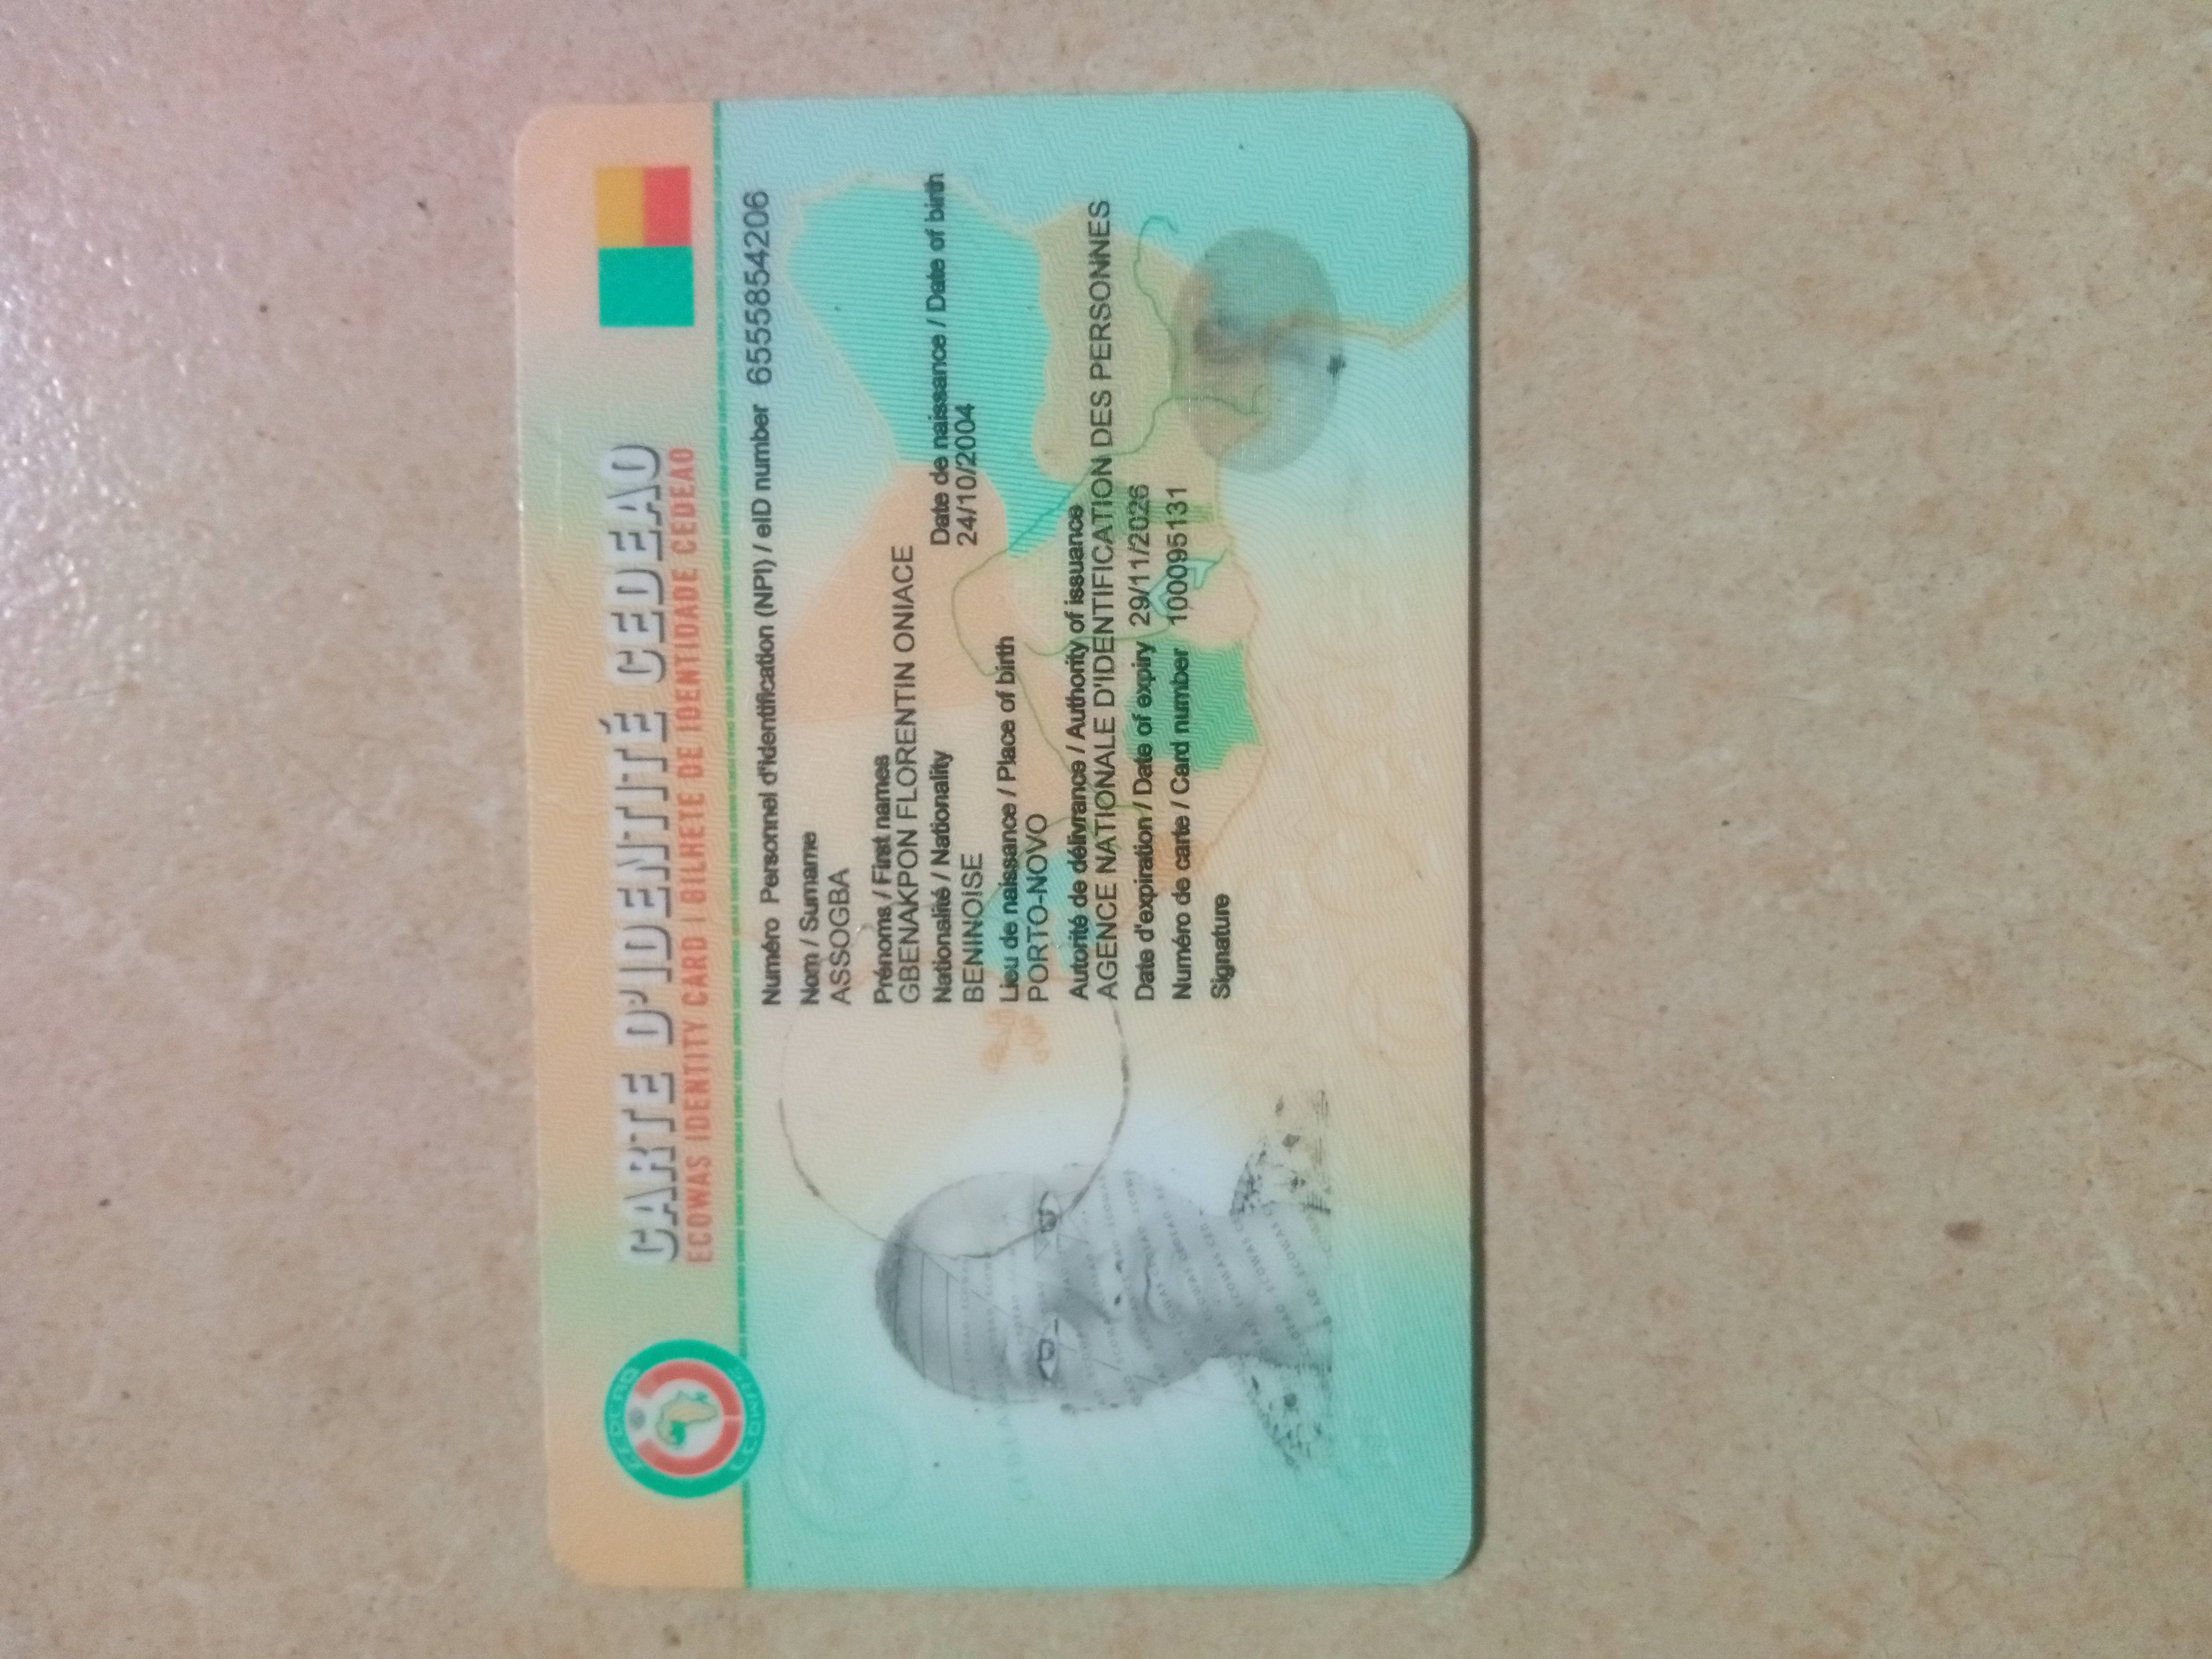 CARTE D'IDENTITÉ CEDEAO
ECOWAS IDENTITY CARD | BILHETE DE IDENTIDADE CEDEAO
Numéro Personnel d'identification (NPI) / eID number 6555854206
Nom / Surname
ASSOGBA
Prénoms / First names
GBENAKPON FLORENTIN ONIACE
Nationalité / Nationality
BENINOISE
Date de naissance / Date of birth
24/10/2004
Lieu de naissance / Place of birth
PORTO-NOVO
Autorité de délivrance / Authority of issuance
AGENCE NATIONALE D'IDENTIFICATION DES PERSONNES
Date d'expiration / Date of expiry 29/11/2026
Numéro de carte / Card number 1000951​31
Signature